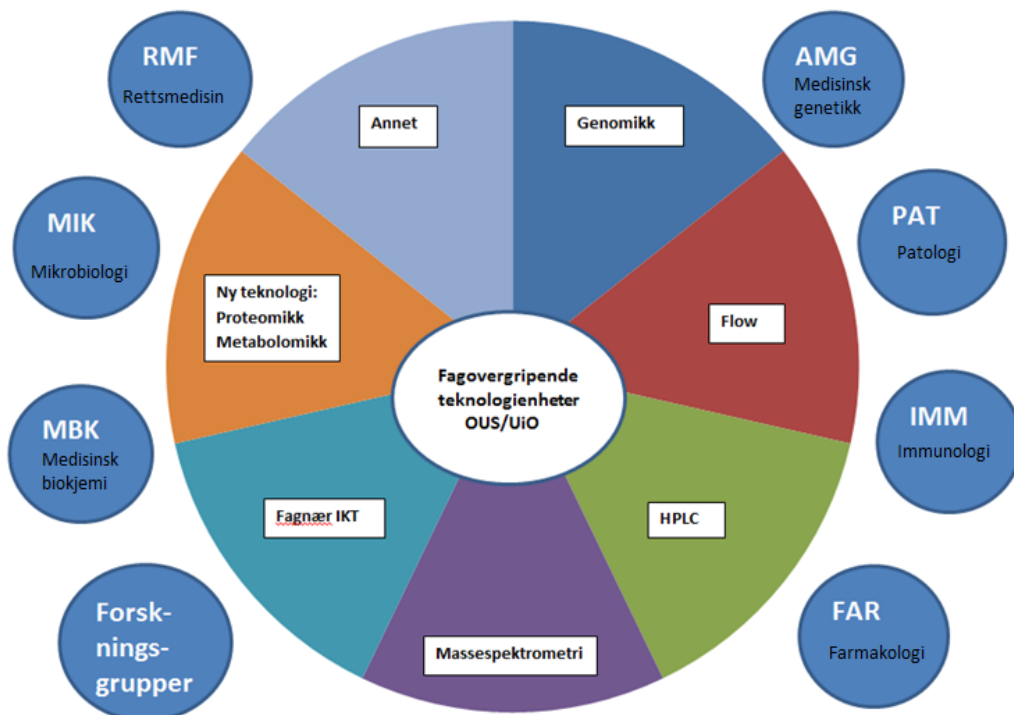 RMF
Rettsmedisin
AMG
Medisinsk
genetikk
Annet
Genomikk
MIK
Mikrobiologi
PAT
Patologi
Ny teknologi:
Proteomikk
Metabolomikk
Flow
Fagovergripende
teknologienheter
OUS/UiO
MBK
Medisinsk
biokjemi
IMM
Immunologi
Fagnær IKT
HPLC
Forsk-
nings-
grupper
Massespektrometri
FAR
Farmakologi